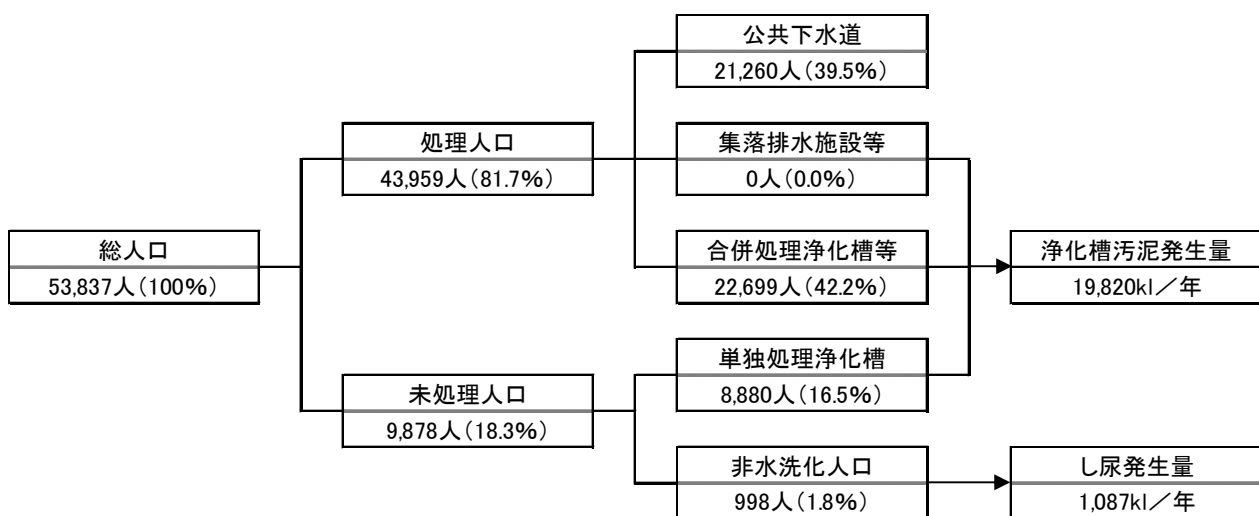 公共下水道
21,260人(39.5%)
処理人口
43,959人(81.7%)
集落排水施設等
0人(0.0%)
総人口
53,837人(100%)
合併処理浄化槽等
22,699人(42.2%)
浄化槽汚泥発生量
19,820kl／年
単独処理浄化槽
8,880人(16.5%)
未処理人口
9,878人(18.3%)
非水洗化人口
998人(1.8%)
し尿発生量
1,087kl／年